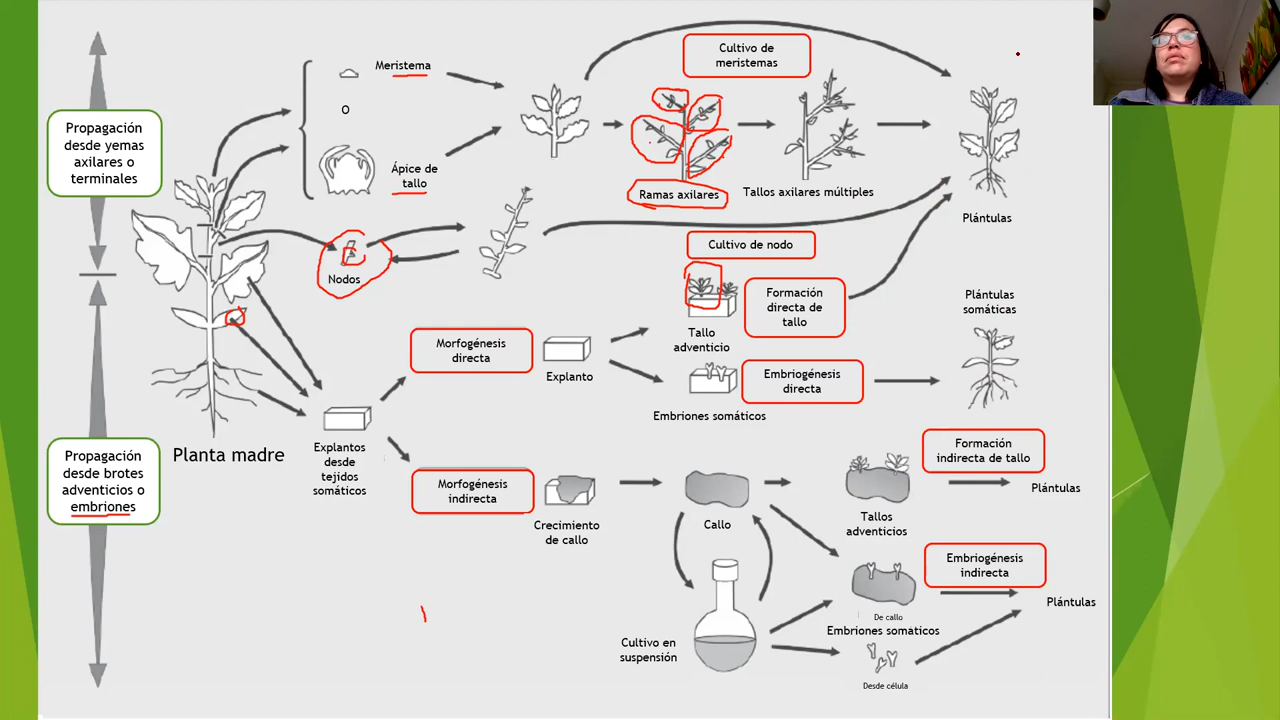 Propagación
desde yemas
axilares o
terminales
Meristema
O
Ápice de
tallo
Nodos
Cultivo de
meristemas
Ramas axilares
Tallos axilares múltiples
Plántulas
Cultivo de nodo
Formación
directa de
tallo
Tallo
adventicio
Plántulas
somáticas
Morfogénesis
directa
Explanto
Embriogénesis
directa
Embriones somáticos
Planta madre
Propagación
desde brotes
adventicios o
embriones
Explantos
desde
tejidos
somáticos
Morfogénesis
indirecta
Crecimiento
de callo
Callo
Tallos
adventicios
Formación
indirecta de tallo
Plántulas
Cultivo en
suspensión
De callo
Embriones somáticos
Desde célula
Embriogénesis
indirecta
Plántulas